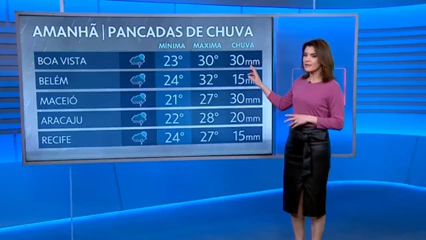 AMANHÃ | PANCADAS DE CHUVA
MÍNIMA MÁXIMA CHUVA
BOA VISTA 23° 30° 30mm
BELÉM 24° 32° 15mm
MACEIÓ 21° 27° 30mm
ARACAJU 22° 28° 20mm
RECIFE 24° 27° 15mm